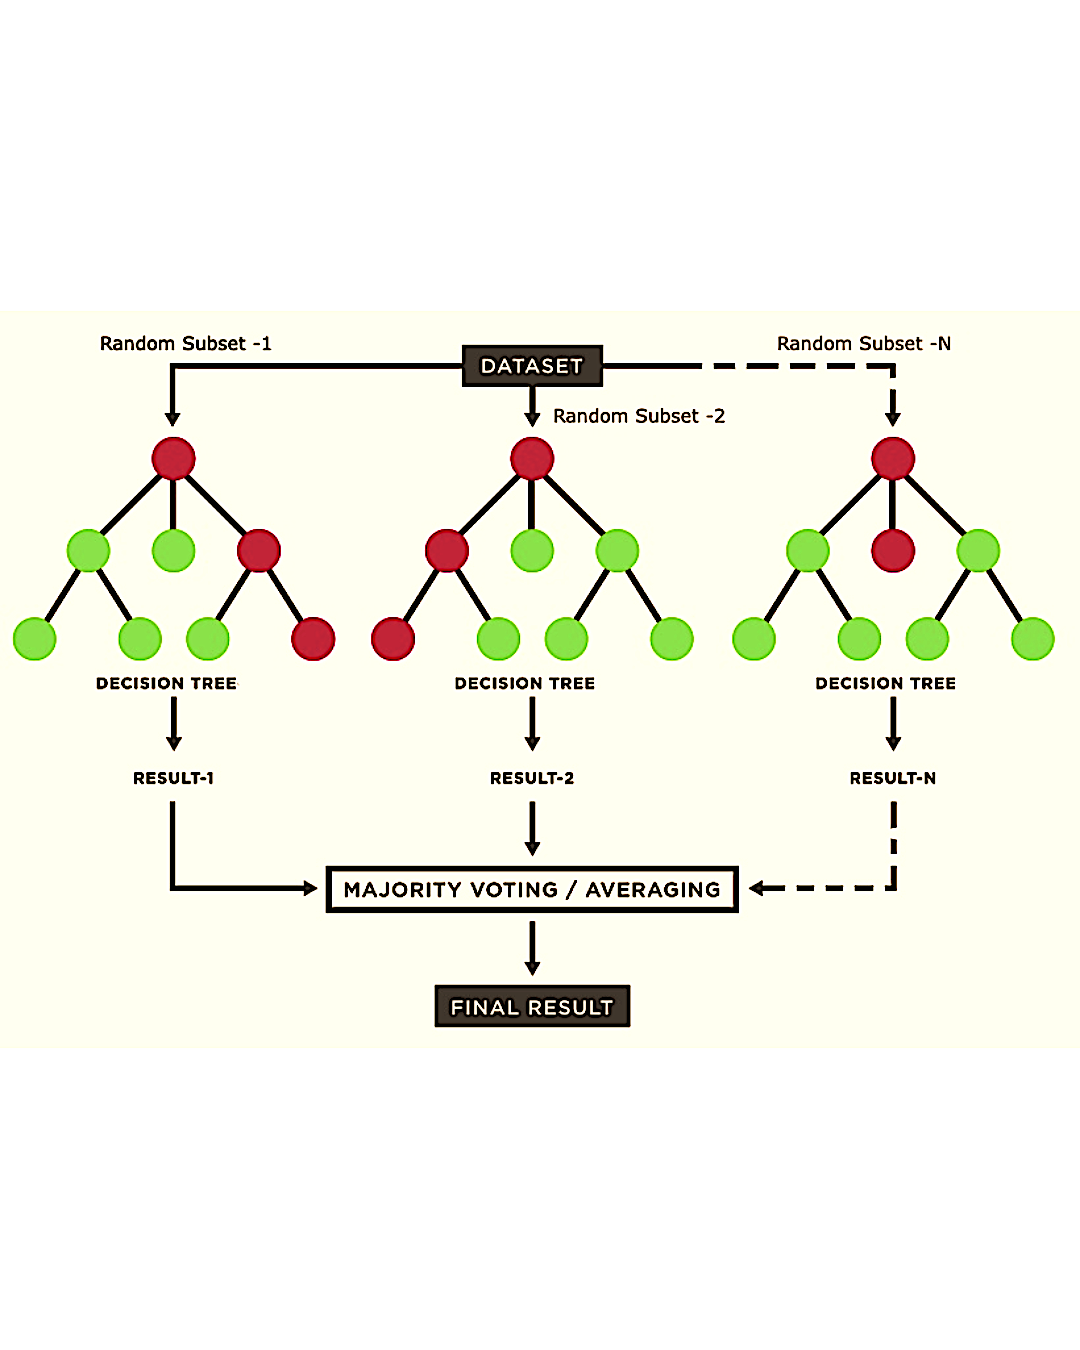 Random Subset -1
DATASET
Random Subset -N
Random Subset -2
DECISION TREE
DECISION TREE
DECISION TREE
RESULT-1
RESULT-2
RESULT-N
MAJORITY VOTING / AVERAGING
FINAL RESULT